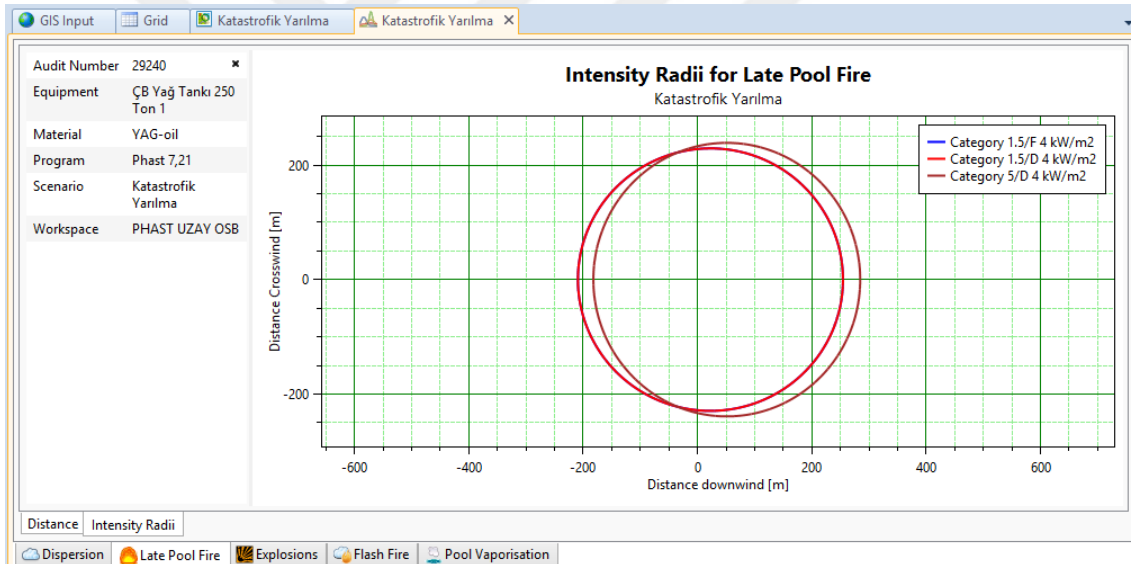 GIS Input
Grid
Katastrofik Yarılma
Katastrofik Yarılma
Audit Number 29240
Equipment ÇB Yağ Tankı 250
Ton 1
Material YAG-oil
Program Phast 7,21
Scenario Katastrofik
Yarılma
Workspace PHAST UZAY OSB
Intensity Radii for Late Pool Fire
Katastrofik Yarılma
Category 1.5/F 4 kW/m2
Category 1.5/D 4 kW/m2
Category 5/D 4 kW/m2
Distance Crosswind [m]
200
0
-200
-600 -400 -200 0 200 400 600
Distance downwind [m]
Distance Intensity Radii
Dispersion Late Pool Fire Explosions Flash Fire Pool Vaporisation